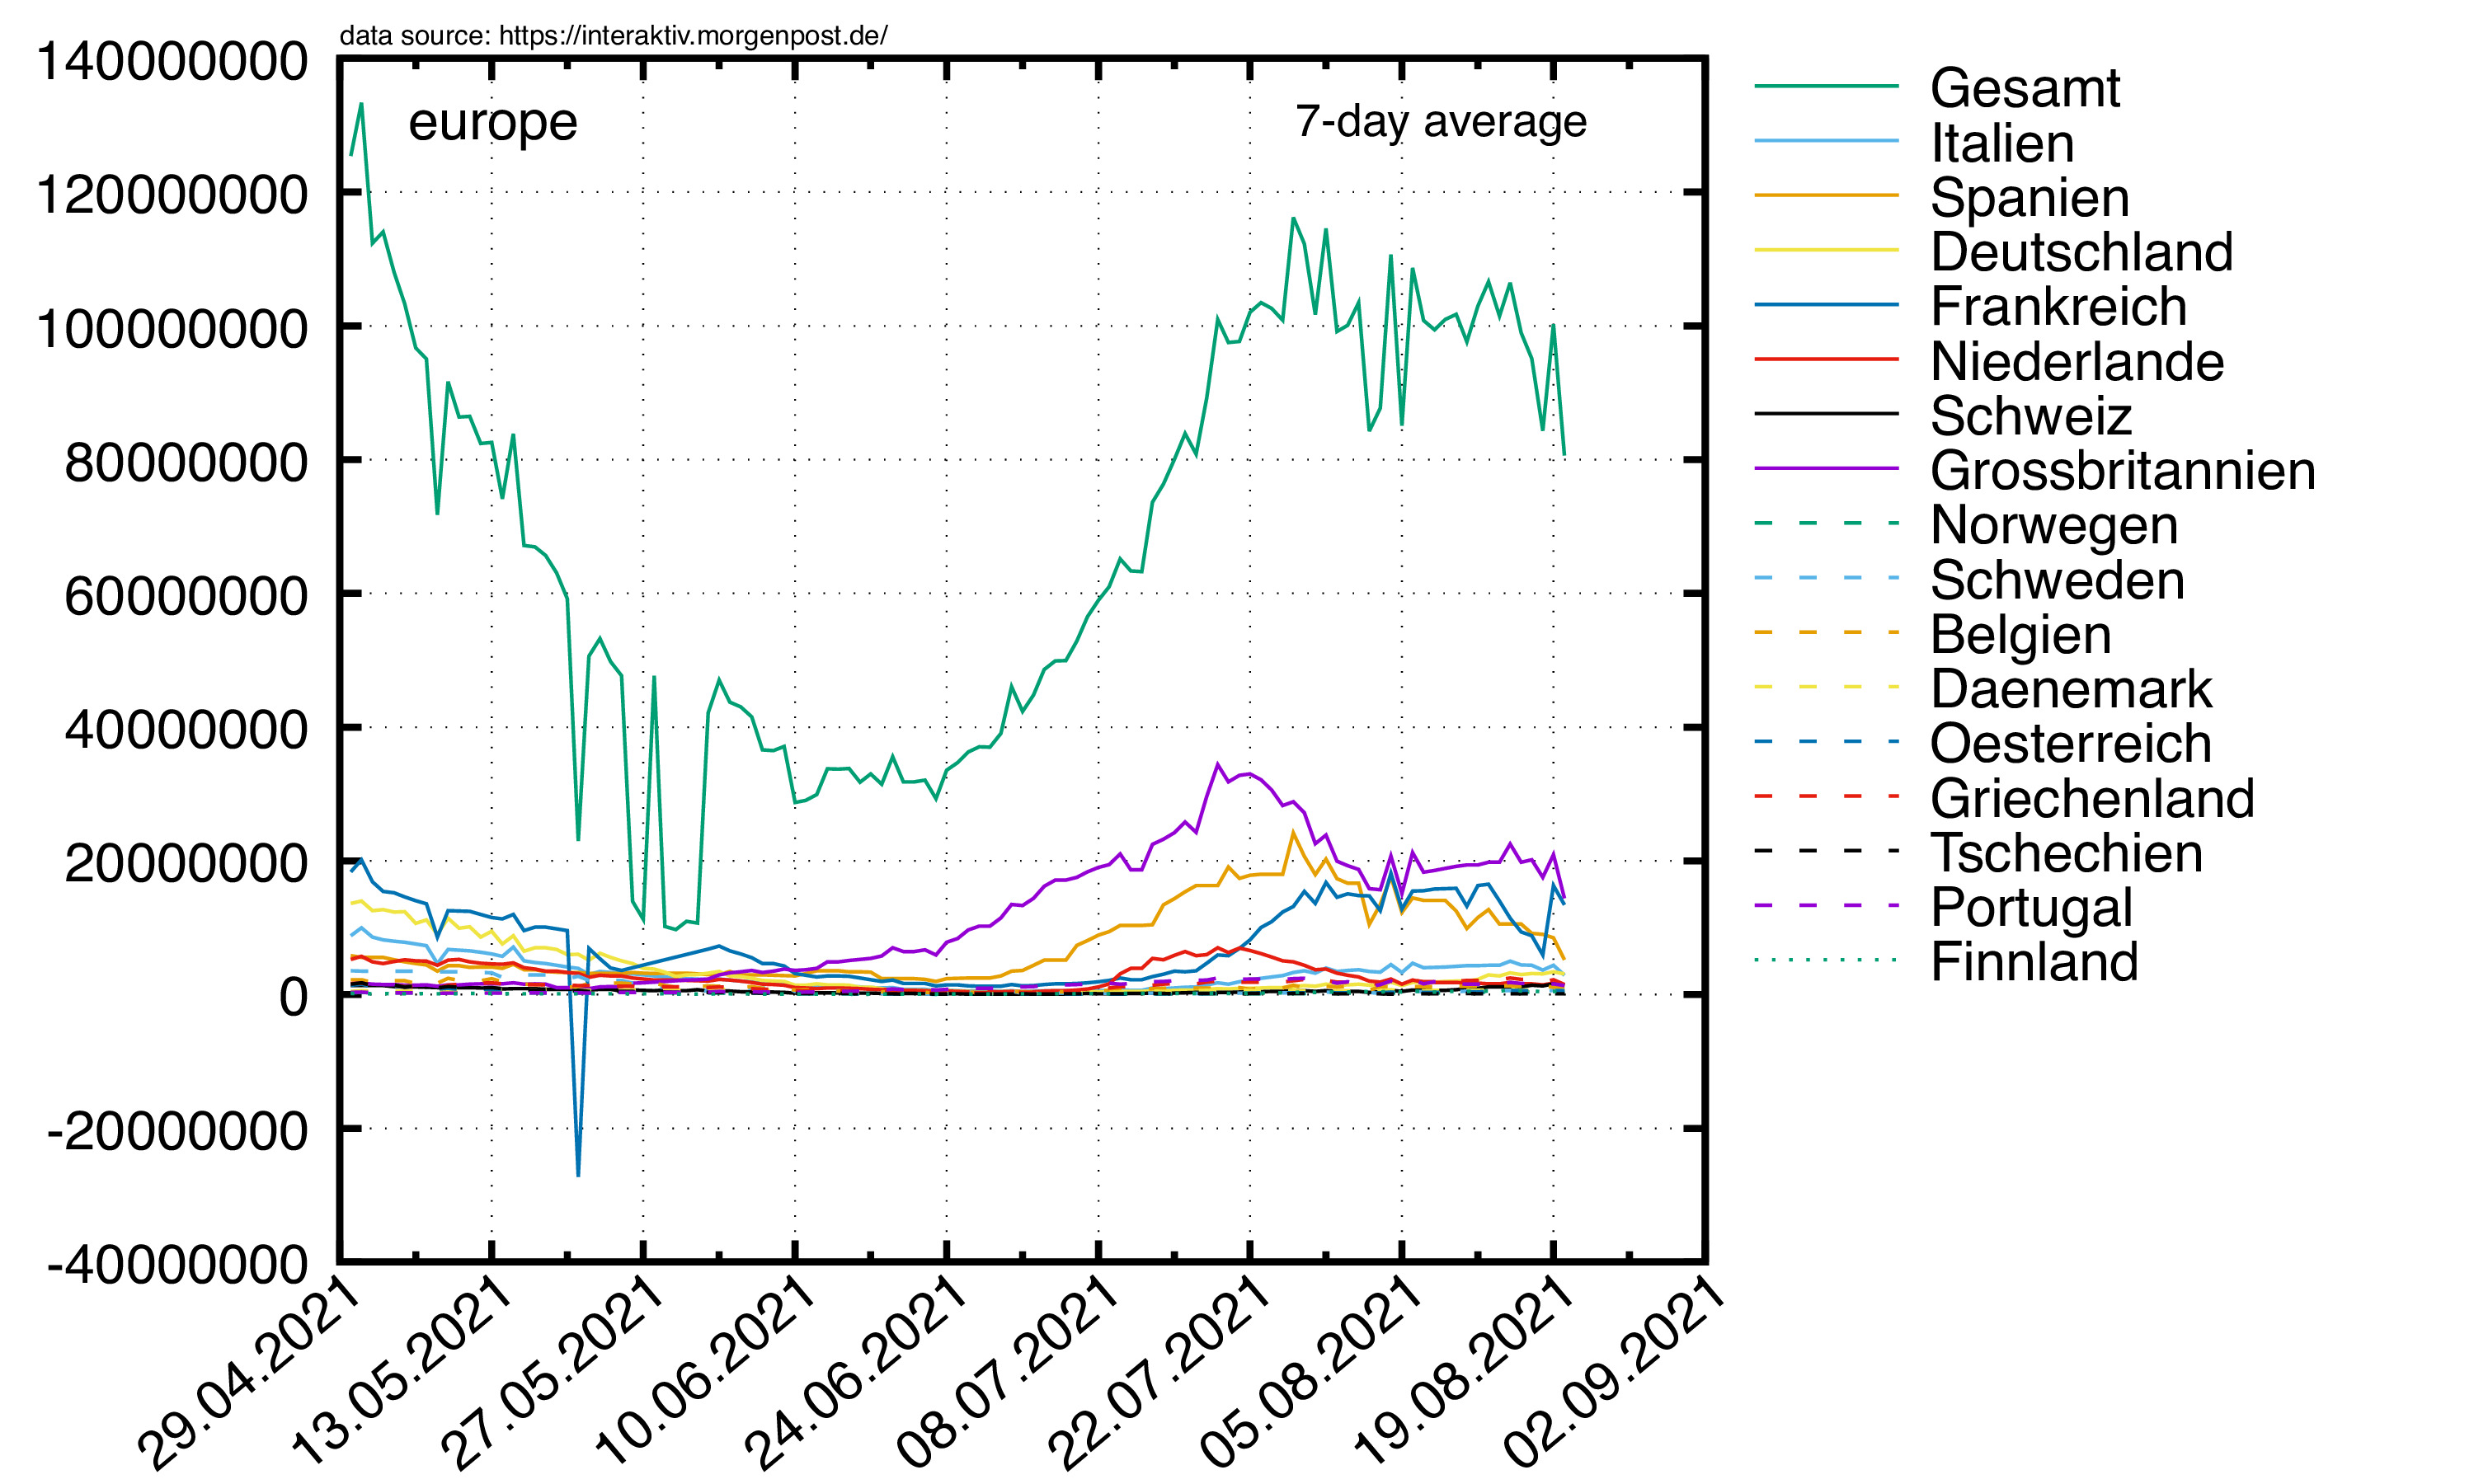 data source: https://interaktiv.morgenpost.de/
europe
7-day average
140000000
120000000
100000000
80000000
60000000
40000000
20000000
0
-20000000
-40000000
29.04.2021
13.05.2021
27.05.2021
10.06.2021
24.06.2021
08.07.2021
22.07.2021
05.08.2021
19.08.2021
02.09.2021
Gesamt
Italien
Spanien
Deutschland
Frankreich
Niederlande
Schweiz
Grossbritannien
Norwegen
Schweden
Belgien
Daenemark
Oesterreich
Griechenland
Tschechien
Portugal
Finnland